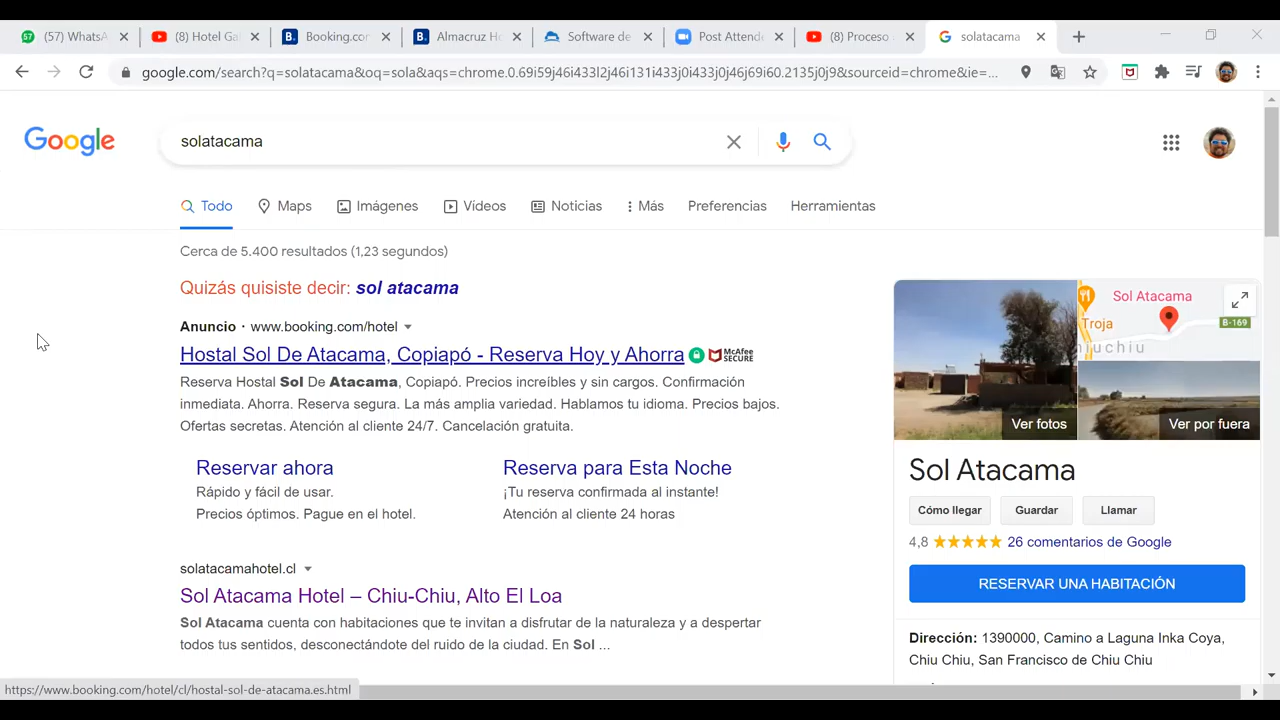 (57) WhatsA
(8) Hotel Ga
Booking.cor
Almacruz Ho
Software de
Post Attende
(8) Proceso
solatacama
google.com/search?q=solatacama&oq=sola&aqs=chrome.0.69i59j46i433l2j46i131i433j0i433j0j46j69i60.2135j0j9&sourceid=chrome&ie=...
Google
solatacama
Todo
Maps
Imágenes
Vídeos
Noticias
Más
Preferencias
Herramientas
Cerca de 5.400 resultados (1,23 segundos)
Quizás quisiste decir: sol atacama
Anuncio · www.booking.com/hotel
Hostal Sol De Atacama, Copiapó - Reserva Hoy y Ahorra
McAfee
SECURE
Reserva Hostal Sol De Atacama, Copiapó. Precios increíbles y sin cargos. Confirmación
inmediata. Ahorra. Reserva segura. La más amplia variedad. Hablamos tu idioma. Precios bajos.
Ofertas secretas. Atención al cliente 24/7. Cancelación gratuita.
Reservar ahora
Rápido y fácil de usar.
Precios óptimos. Pague en el hotel.
Reserva para Esta Noche
¡Tu reserva confirmada al instante!
Atención al cliente 24 horas
solatacamahotel.cl
Sol Atacama Hotel – Chiu-Chiu, Alto El Loa
Sol Atacama cuenta con habitaciones que te invitan a disfrutar de la naturaleza y a despertar
todos tus sentidos, desconectándote del ruido de la ciudad. En Sol ...
https://www.booking.com/hotel/cl/hostal-sol-de-atacama.es.html
Sol Atacama
Troja
B-169
hiuchiu
Ver fotos
Ver por fuera
Sol Atacama
Cómo llegar
Guardar
Llamar
4,8
26 comentarios de Google
RESERVAR UNA HABITACIÓN
Dirección: 1390000, Camino a Laguna Inka Coya,
Chiu Chiu, San Francisco de Chiu Chiu